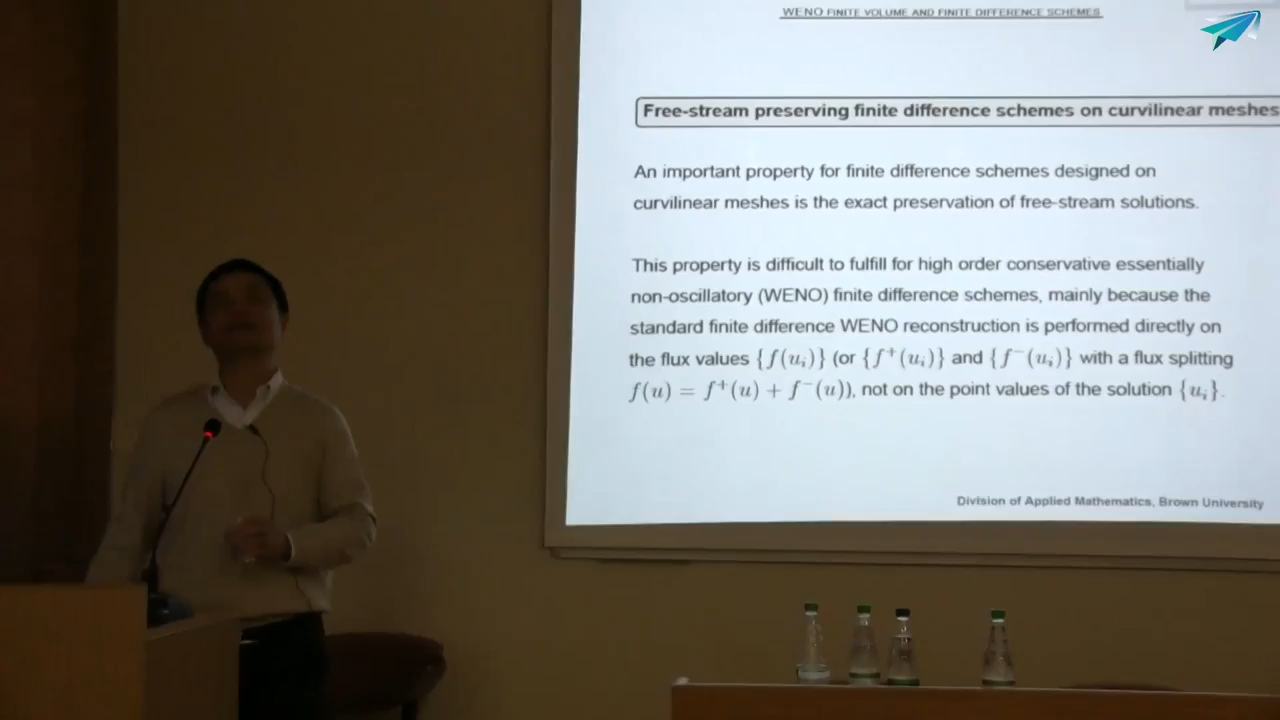 WENO FINITE VOLUME AND FINITE DIFFERENCE SCHEMES
Free-stream preserving finite difference schemes on curvilinear meshes
An important property for finite difference schemes designed on
curvilinear meshes is the exact preservation of free-stream solutions.
This property is difficult to fulfill for high order conservative essentially
non-oscillatory (WENO) finite difference schemes, mainly because the
standard finite difference WENO reconstruction is performed directly on
the flux values {f(uᵢ)} (or {f⁺(uᵢ)} and {f⁻(uᵢ)} with a flux splitting
f(u) = f⁺(u) + f⁻(u)), not on the point values of the solution {uᵢ}.
Division of Applied Mathematics, Brown University